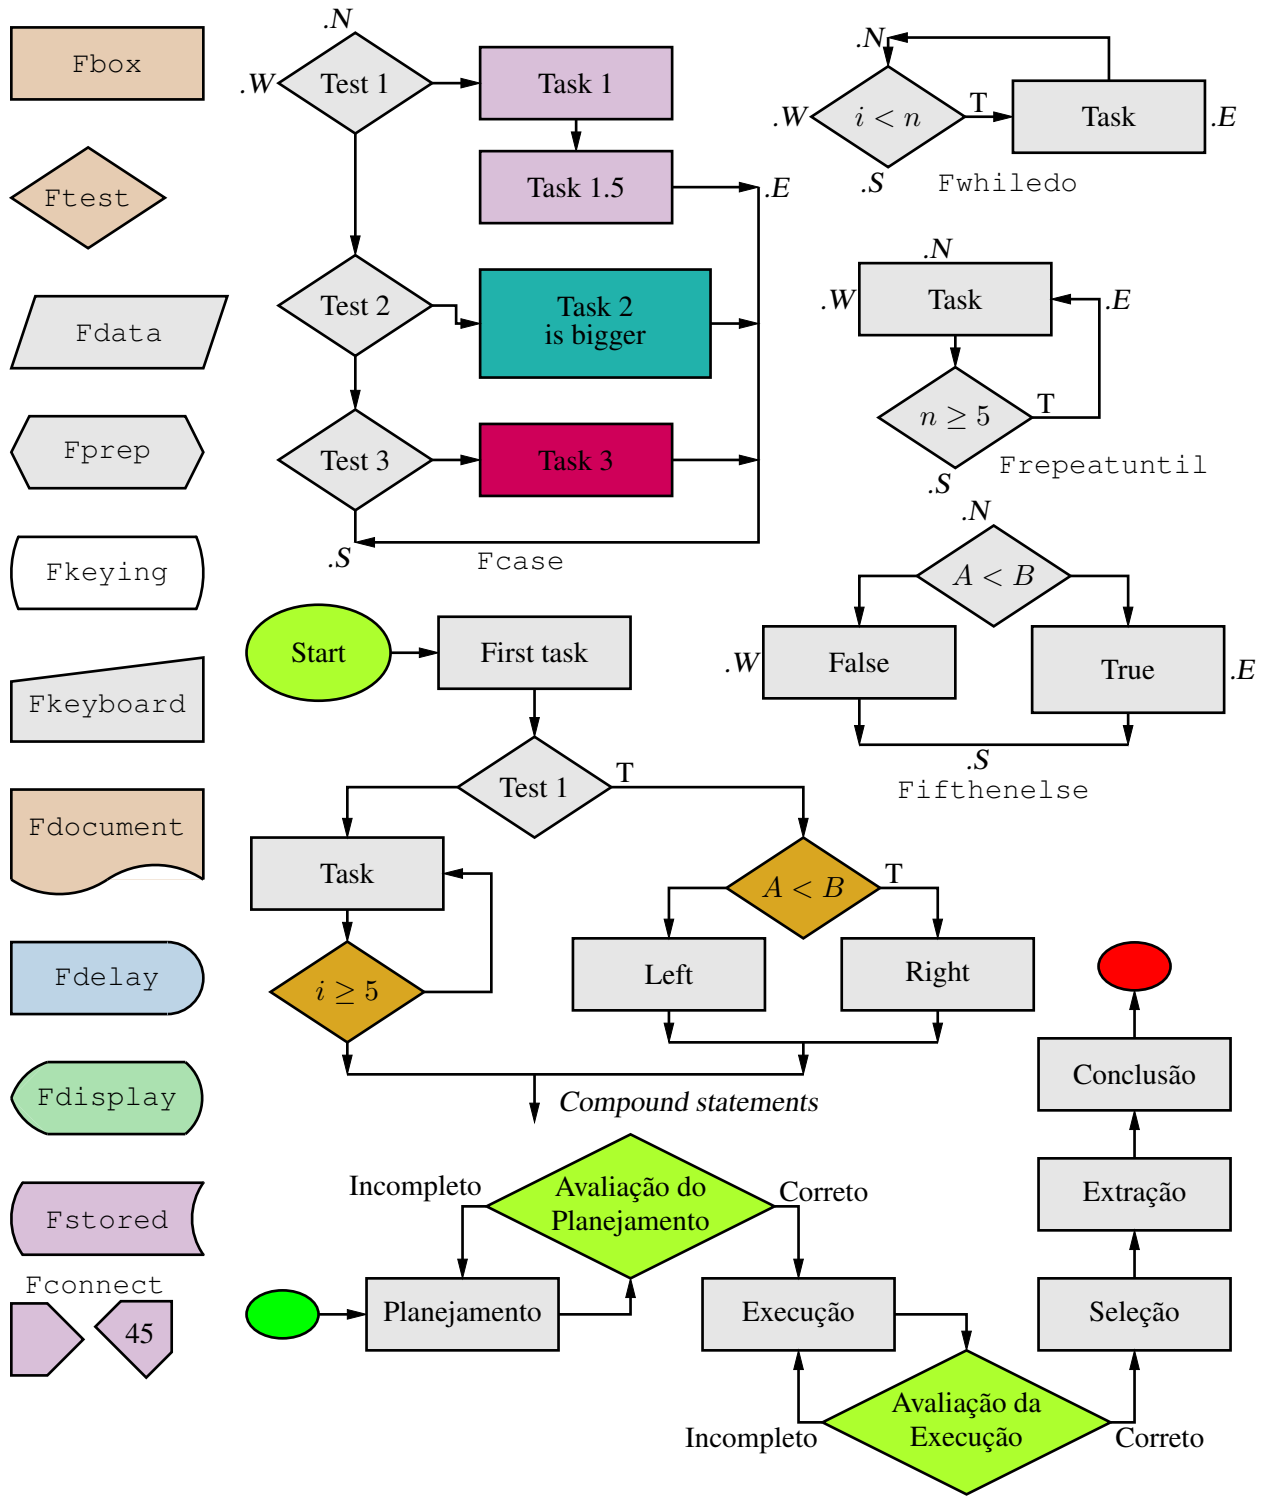 Fbox
Ftest
Fdata
Fprep
Fkeying
Fkeyboard
Fdocument
Fdelay
Fdisplay
Fstored
Fconnect
45
.N
.W
Test 1
Task 1
Task 1.5
.E
Test 2
Task 2
is bigger
Test 3
Task 3
.S
Fcase
.N
.W
i < n
T
Task
.E
.S
Fwhiledo
.N
.W
Task
.E
n ≥ 5
T
.S
Frepeatuntil
.N
A < B
.W
False
True
.E
.S
Fifthenelse
Start
First task
Test 1
T
Task
i ≥ 5
A < B
T
Left
Right
Compound statements
Incompleto
Avaliação do
Planejamento
Correto
Planejamento
Execução
Incompleto
Avaliação da
Execução
Correto
Seleção
Extração
Conclusão